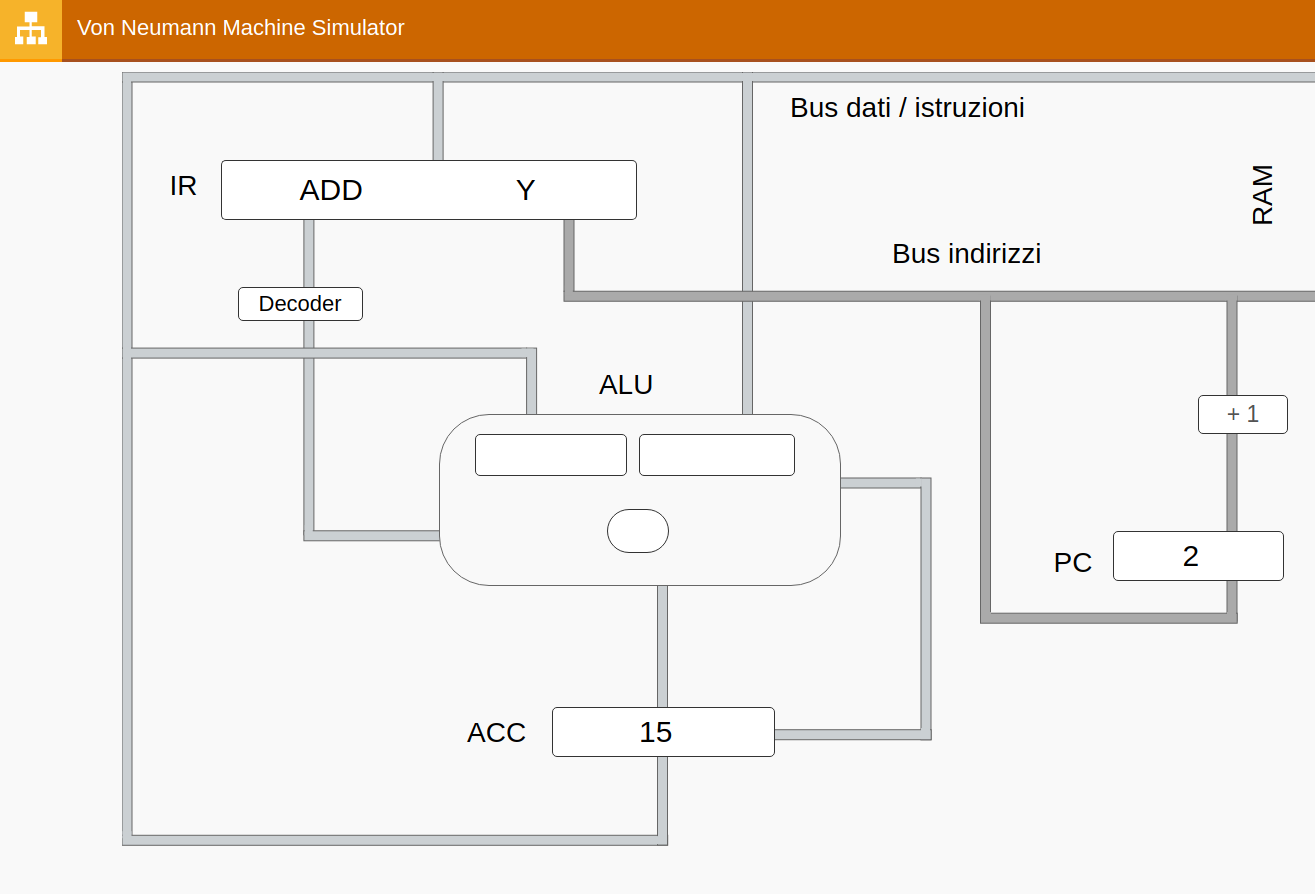 Von Neumann Machine Simulator
Bus dati / istruzioni
RAM
IR
ADD Y
Bus indirizzi
Decoder
ALU
+ 1
PC
2
ACC
15